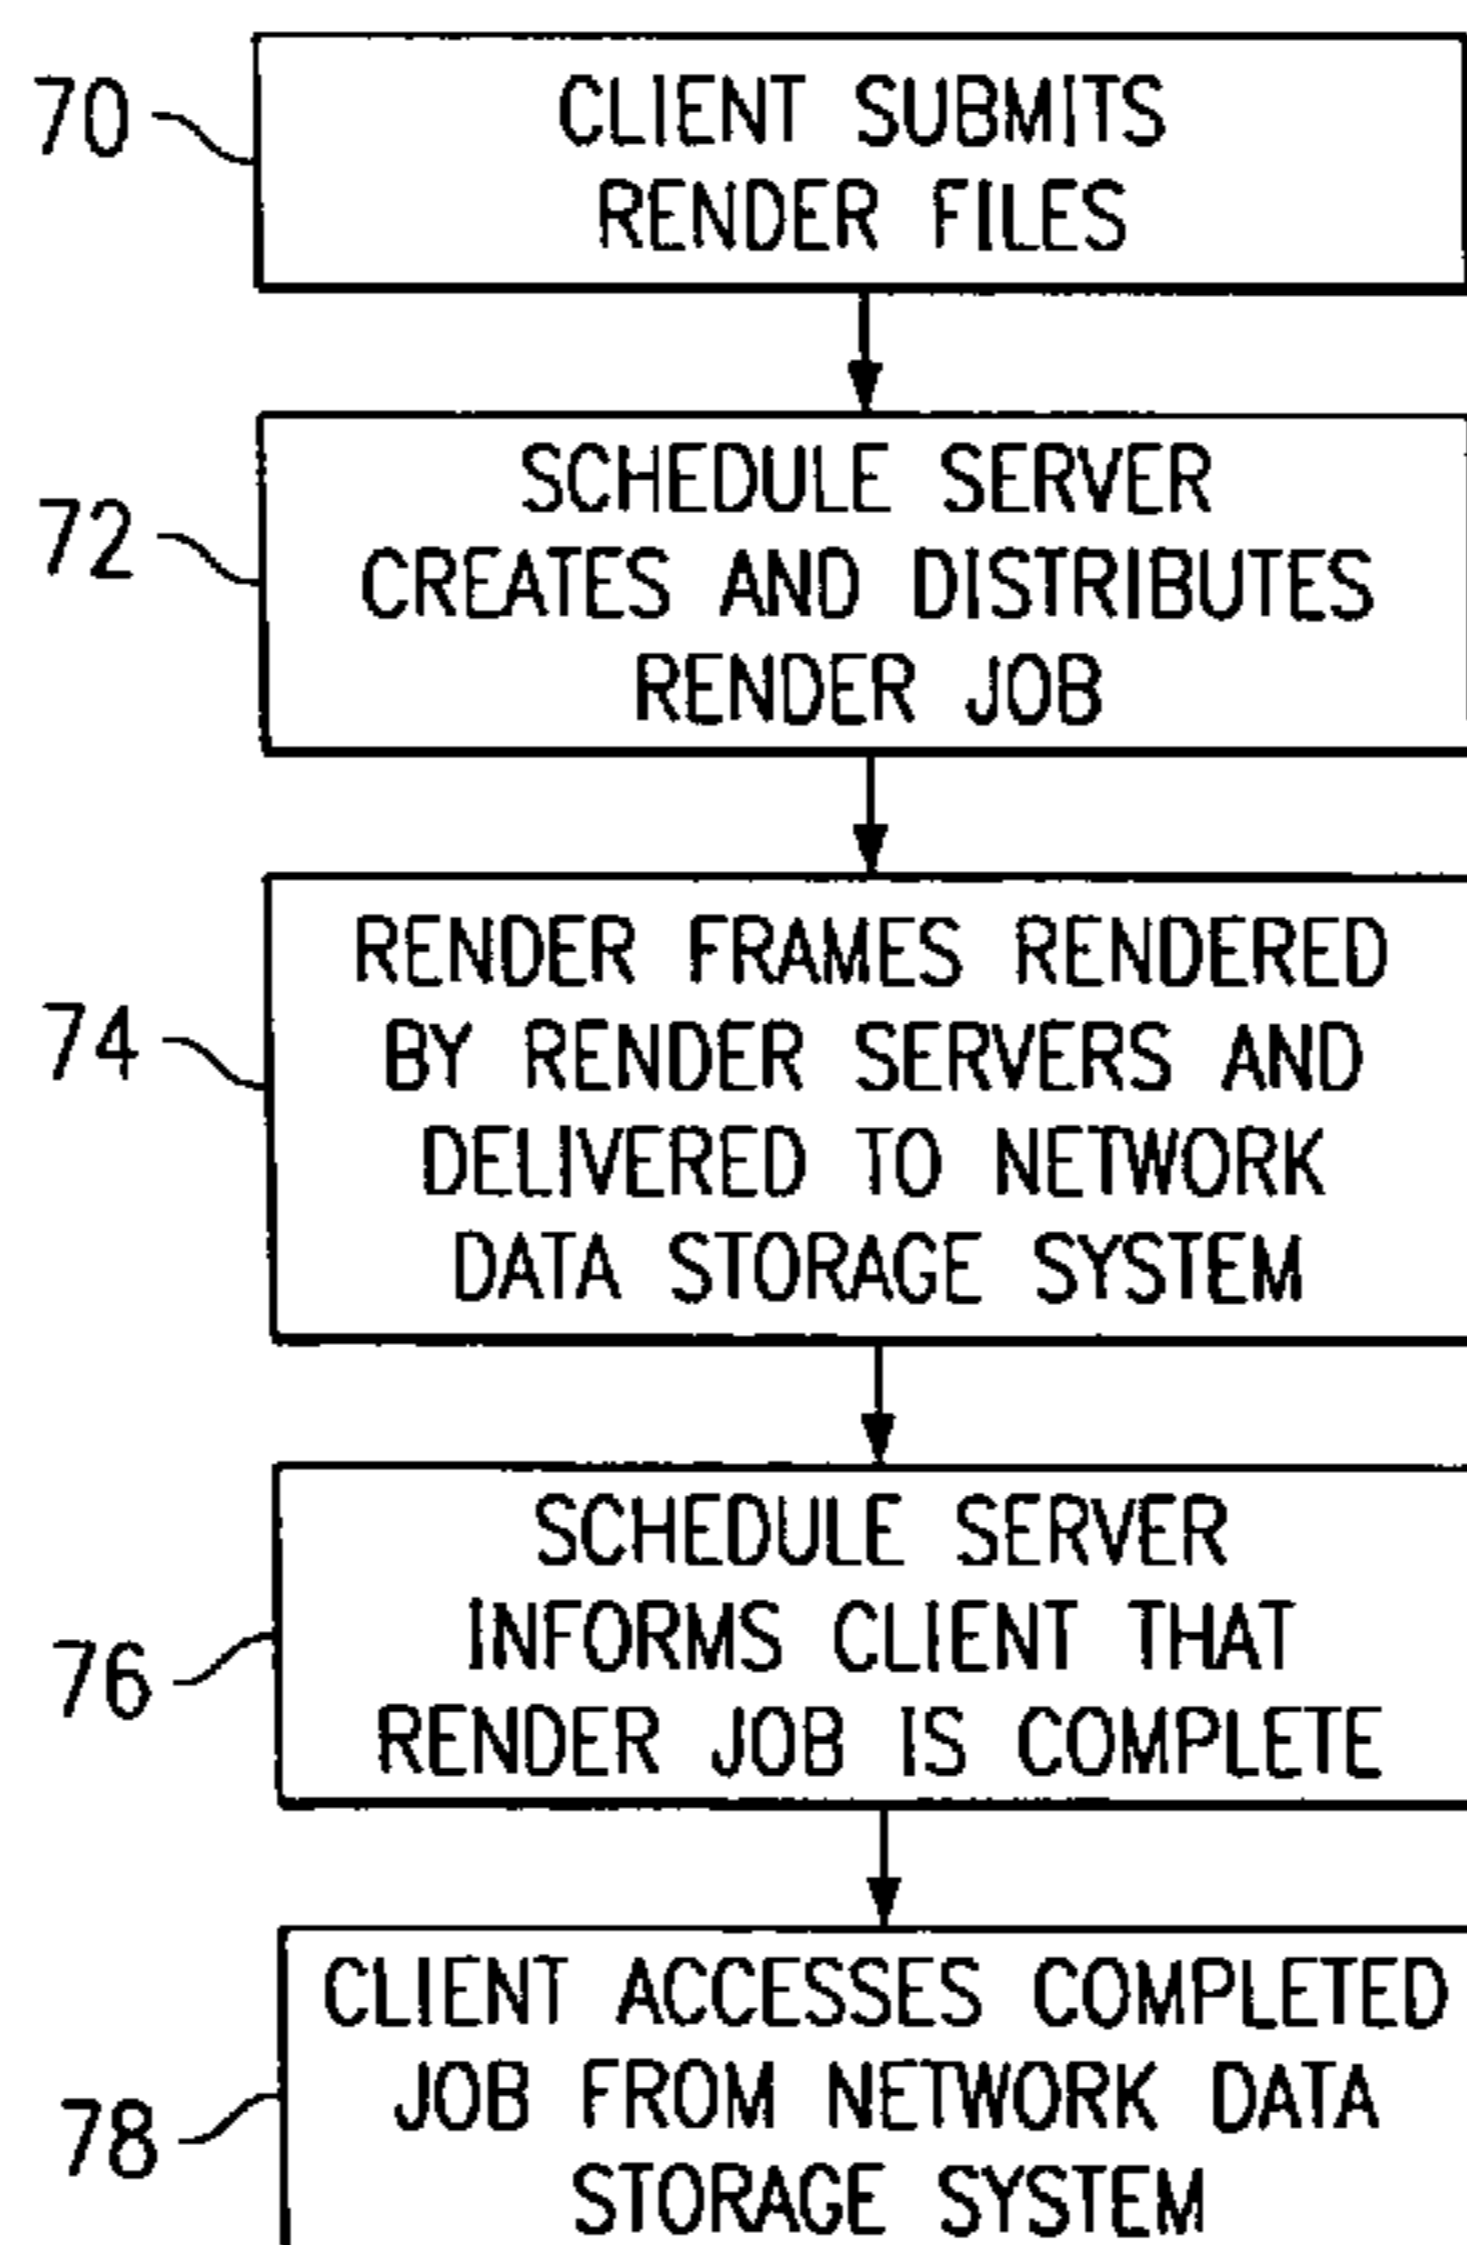 70
CLIENT SUBMITS
RENDER FILES
72
SCHEDULE SERVER
CREATES AND DISTRIBUTES
RENDER JOB
74
RENDER FRAMES RENDERED
BY RENDER SERVERS AND
DELIVERED TO NETWORK
DATA STORAGE SYSTEM
76
SCHEDULE SERVER
INFORMS CLIENT THAT
RENDER JOB IS COMPLETE
78
CLIENT ACCESSES COMPLETED
JOB FROM NETWORK DATA
STORAGE SYSTEM